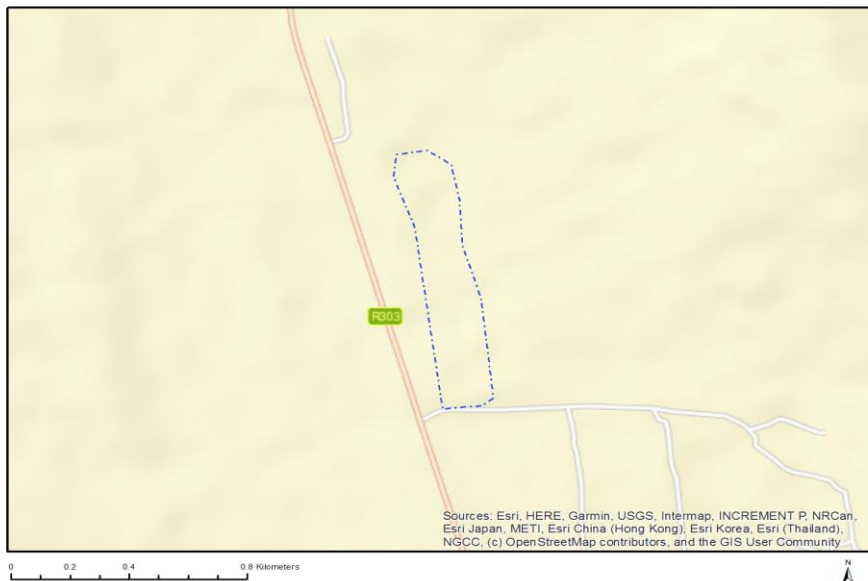 R303
Sources: Esri, HERE, Garmin, USGS, Intermap, INCREMENT P, NRCan,
Esri Japan, METI, Esri China (Hong Kong), Esri Korea, Esri (Thailand),
NGCC, (c) OpenStreetMap contributors, and the GIS User Community
0 0.2 0.4 0.8 Kilometers
N